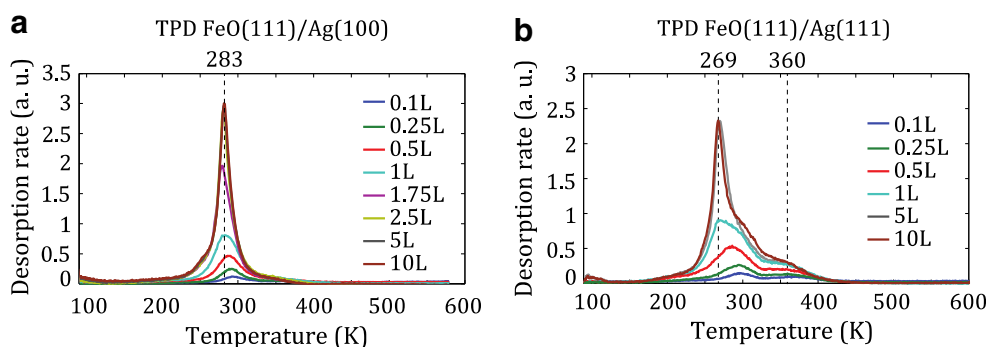 a
TPD FeO(111)/Ag(100)
283
3.5
3
2.5
2
1.5
1
0.5
0
Desorption rate (a. u.)
0.1L
0.25L
0.5L
1L
1.75L
2.5L
5L
10L
100 200 300 400 500 600
Temperature (K)
b
TPD FeO(111)/Ag(111)
269 360
3
2.5
2
1.5
1
0.5
0
Desorption rate (a. u.)
0.1L
0.25L
0.5L
1L
5L
10L
100 200 300 400 500 600
Temperature (K)